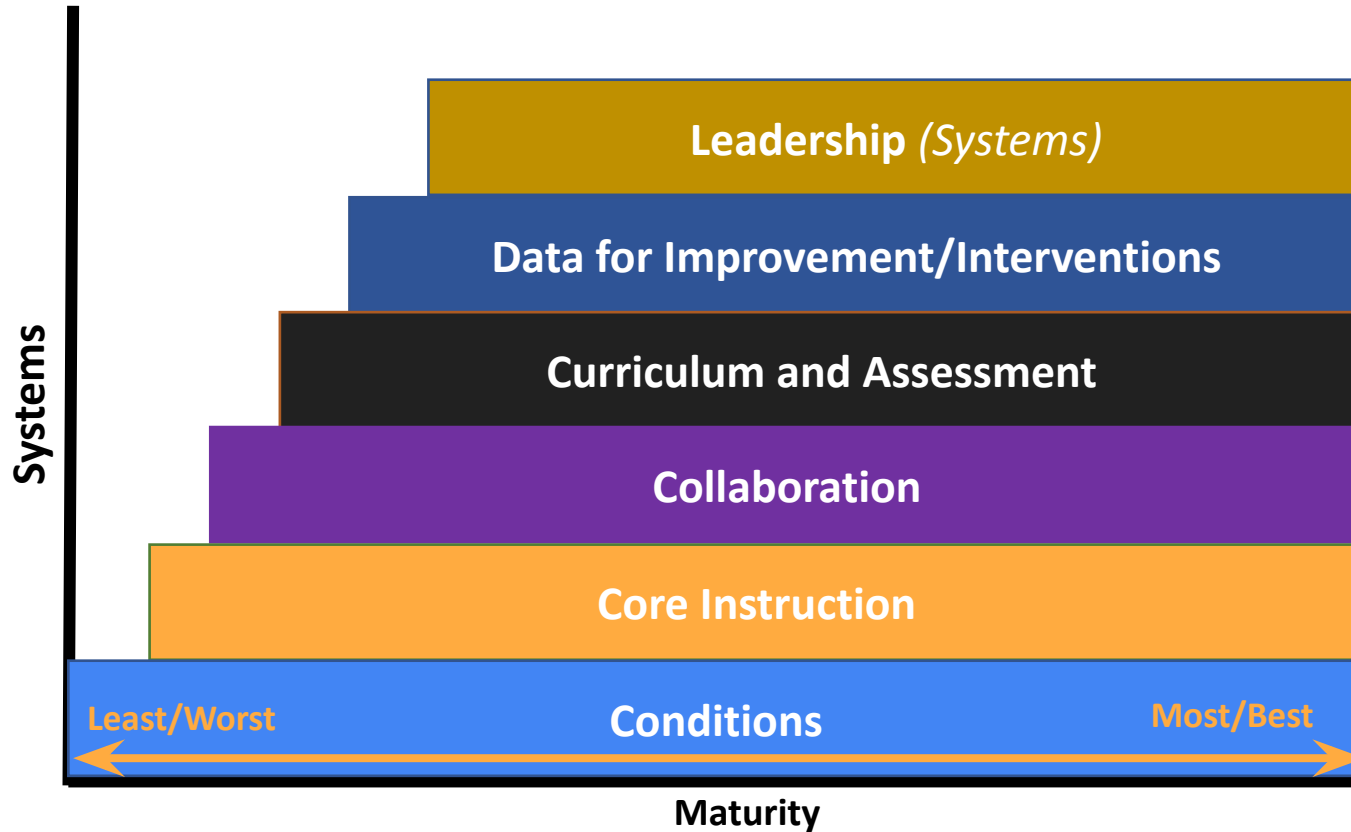 Leadership (Systems)
Data for Improvement/Interventions
Curriculum and Assessment
Systems
Collaboration
Core Instruction
Least/Worst
Conditions
Most/Best
Maturity